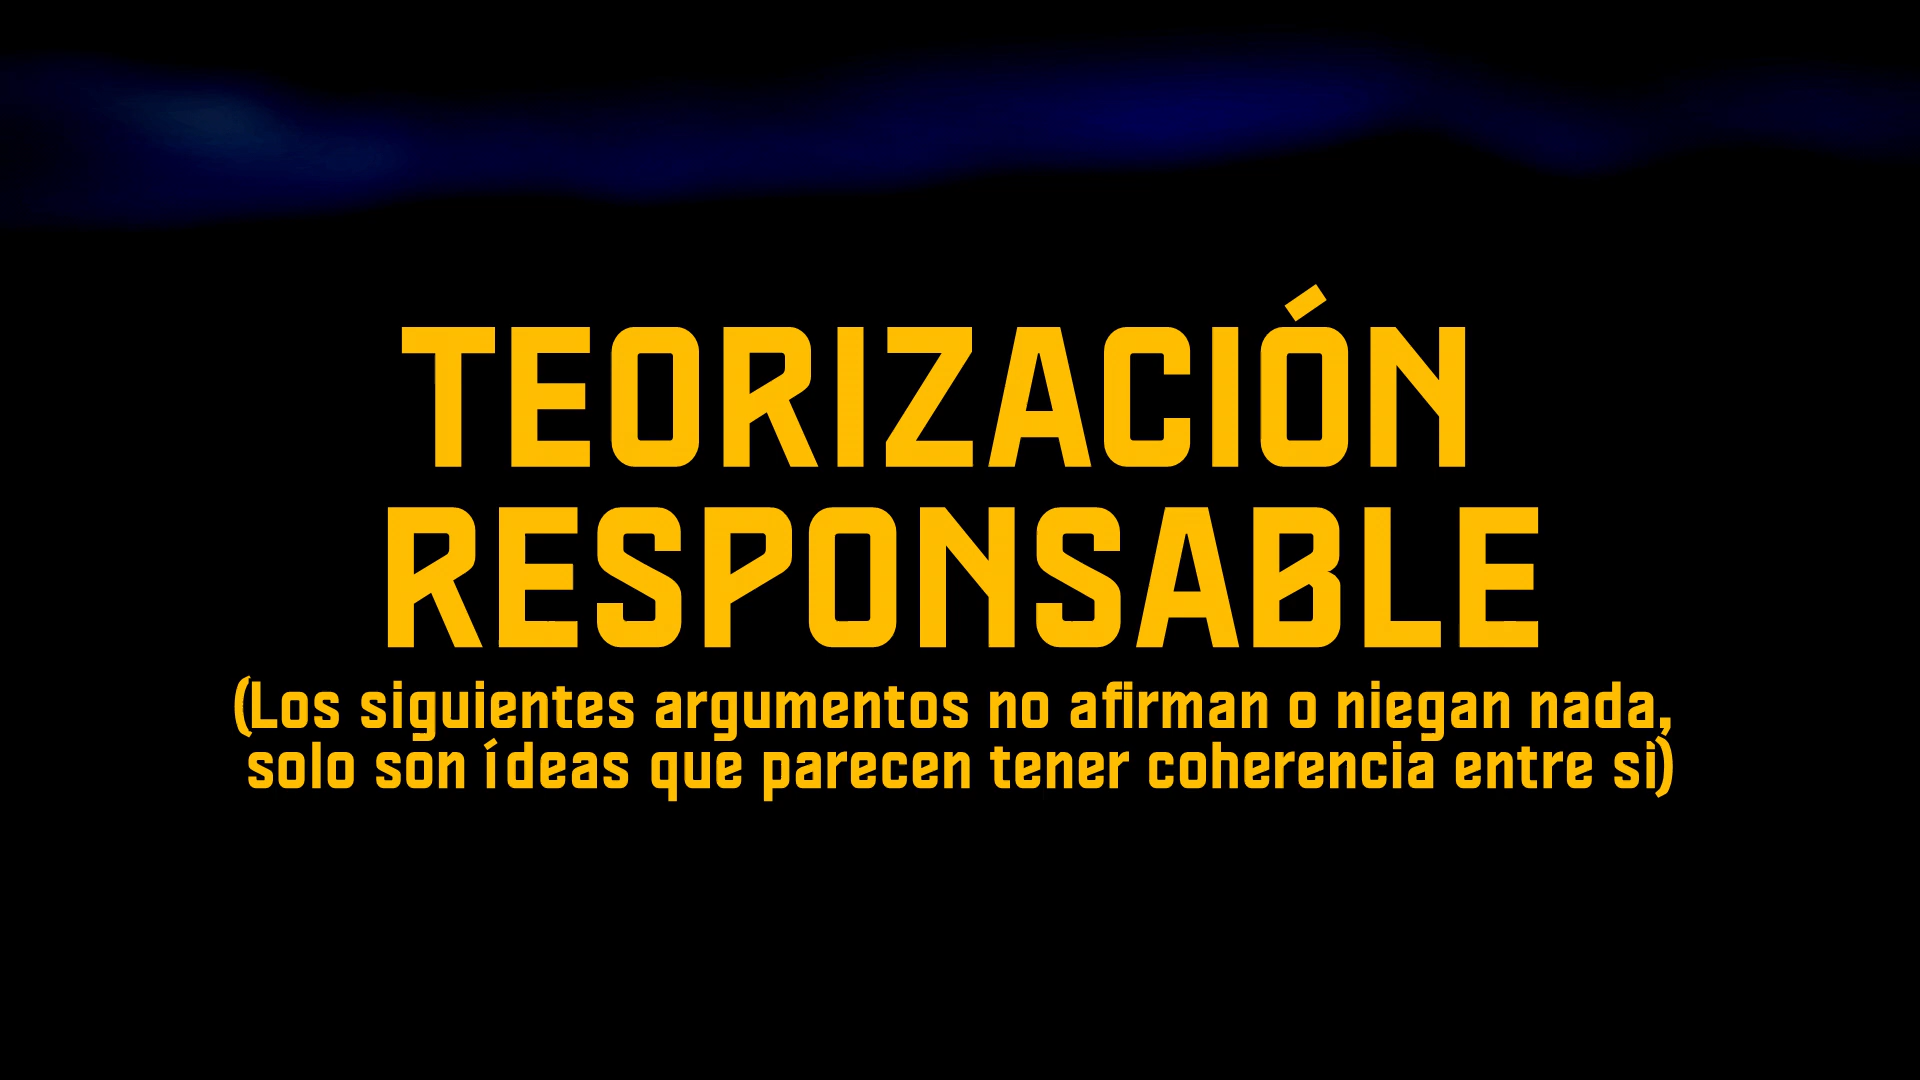 TEORIZACIÓN
RESPONSABLE
(Los siguientes argumentos no afirman o niegan nada,
solo son ídeas que parecen tener coherencia entre si)